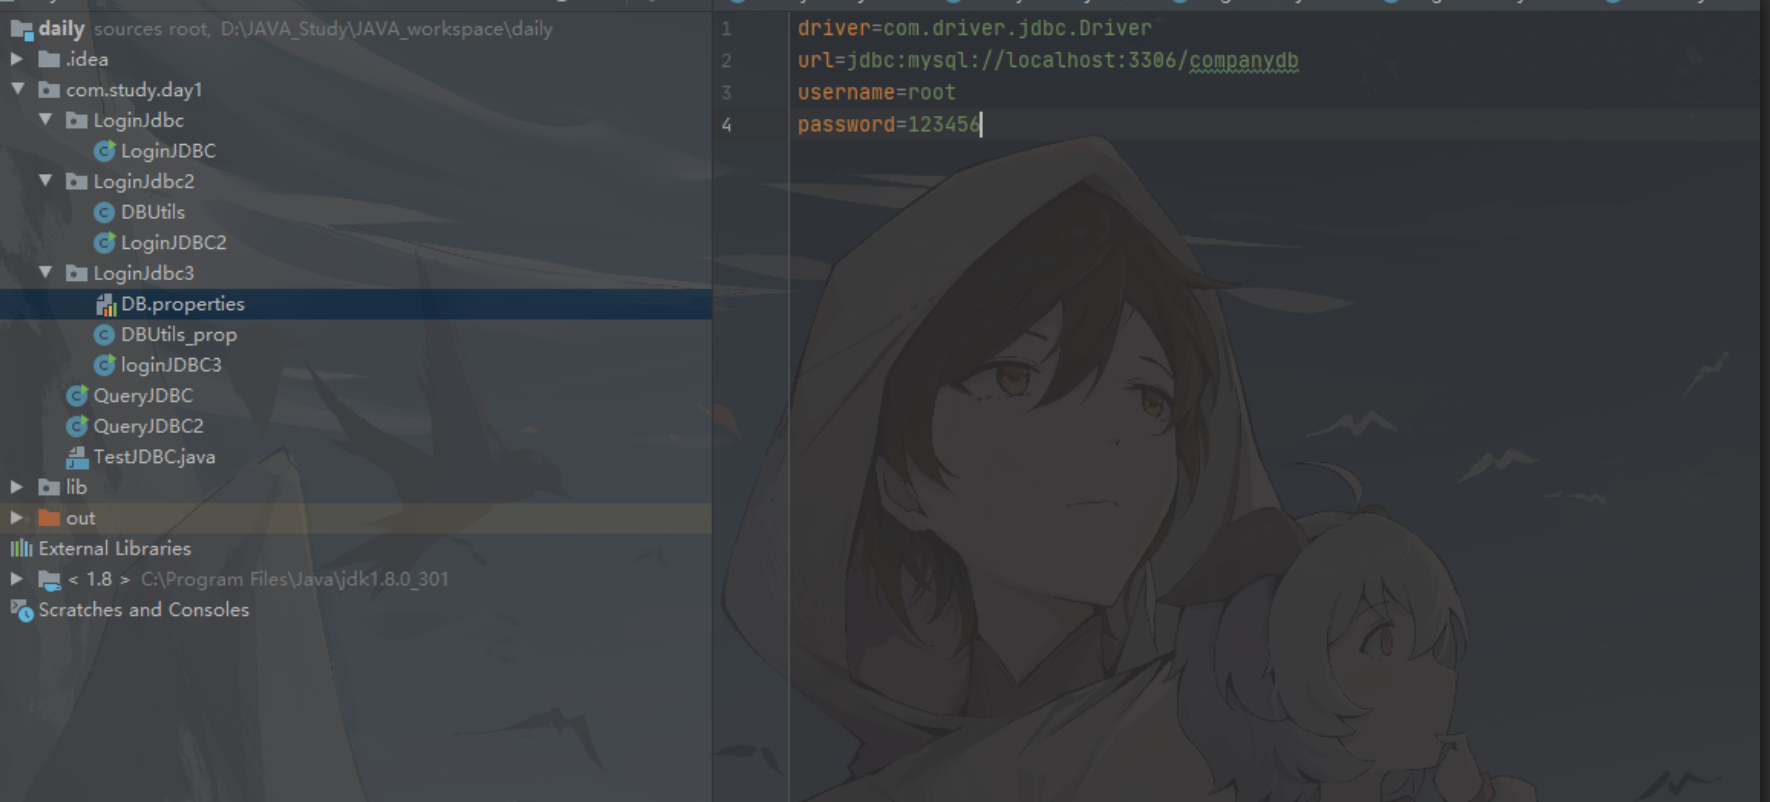 daily sources root, D:\JAVA_Study\JAVA_workspace\daily
.idea
com.study.day1
LoginJdbc
LoginJDBC
LoginJdbc2
DBUtils
LoginJDBC2
LoginJdbc3
DB.properties
DBUtils_prop
loginJDBC3
QueryJDBC
QueryJDBC2
TestJDBC.java
lib
out
External Libraries
< 1.8 > C:\Program Files\Java\jdk1.8.0_301
Scratches and Consoles
1 driver=com.driver.jdbc.Driver
2 url=jdbc:mysql://localhost:3306/companydb
3 username=root
4 password=123456